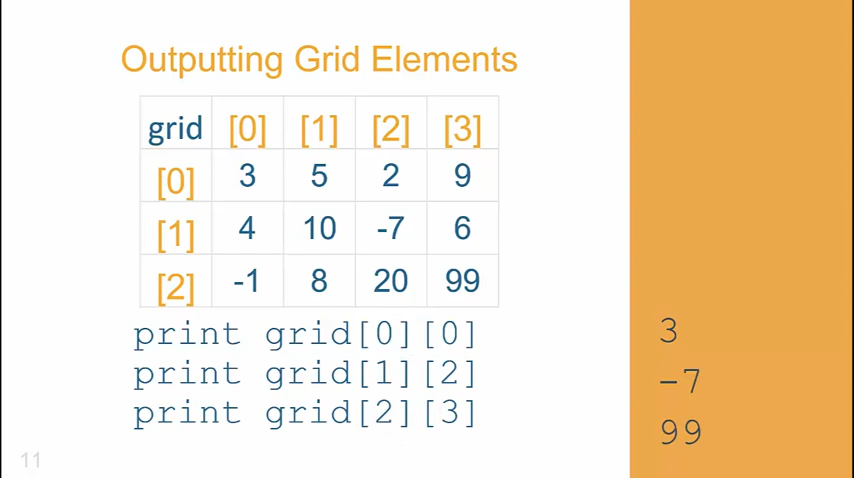 Outputting Grid Elements
grid [0] [1] [2] [3]
[0] 3 5 2 9
[1] 4 10 -7 6
[2] -1 8 20 99
print grid[0][0]
print grid[1][2]
print grid[2][3]
3
-7
99
11